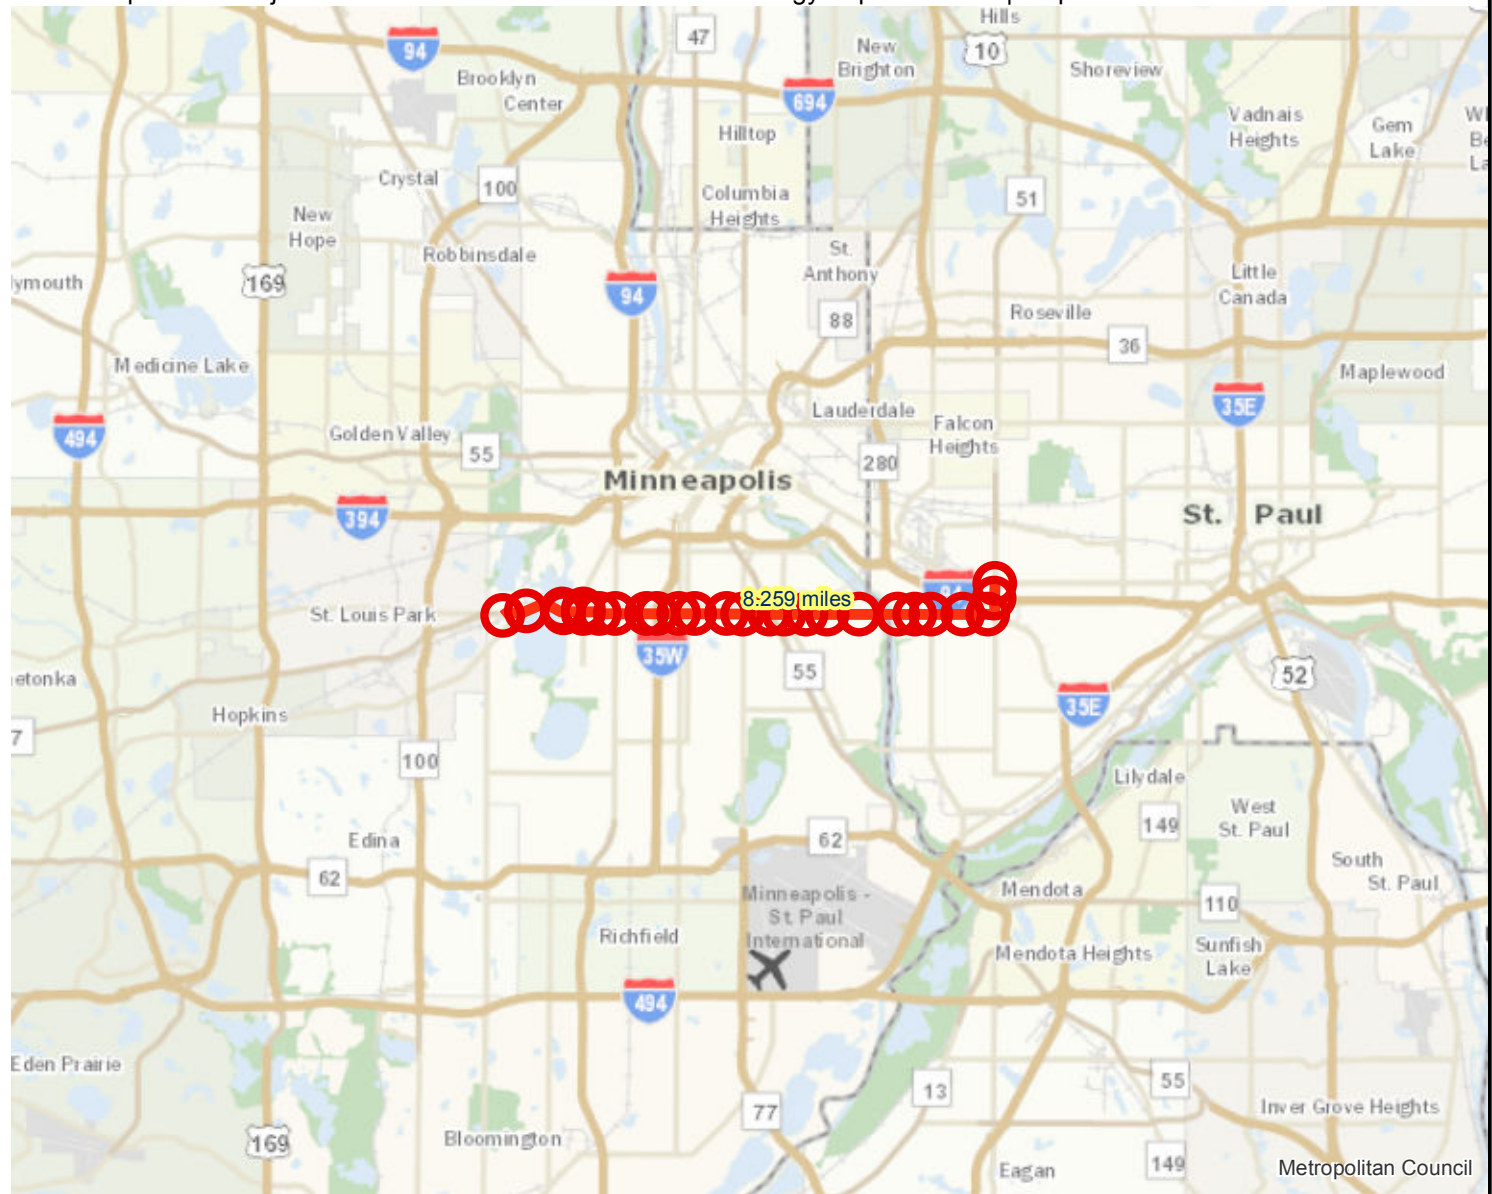 Hills
47
94
10
New
Brighton
Shoreview
Brooklyn
Center
694
Vadnais
Heights
Gem
Lake
Hilltop
Crystal
100
Columbia
Heights
51
New
Hope
Robbinsdale
St.
Anthony
169
ymouth
94
Little
Canada
88
Roseville
36
Medicine Lake
Maplewood
35E
Lauderdale
Falcon
Heights
494
Golden Valley
55
280
Minneapolis
394
St. Paul
8.259 miles
St. Louis Park
35W
55
etonka
52
35E
Hopkins
7
100
Lilydale
West
St. Paul
149
Edina
62
62
South
St. Paul
Mendota
110
Minneapolis -
St. Paul
International
Richfield
Mendota Heights
Sunfish
Lake
494
Eden Prairie
13
55
77
Inver Grove Heights
169
Bloomington
Eagan
149
Metropolitan Council